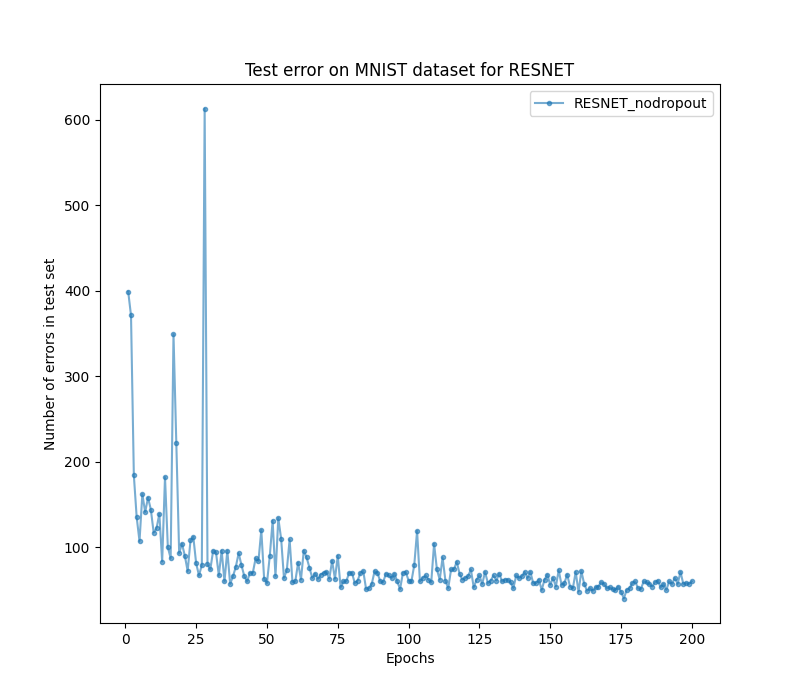 Test error on MNIST dataset for RESNET
RESNET_nodropout
600
500
400
300
200
100
Number of errors in test set
0 25 50 75 100 125 150 175 200
Epochs